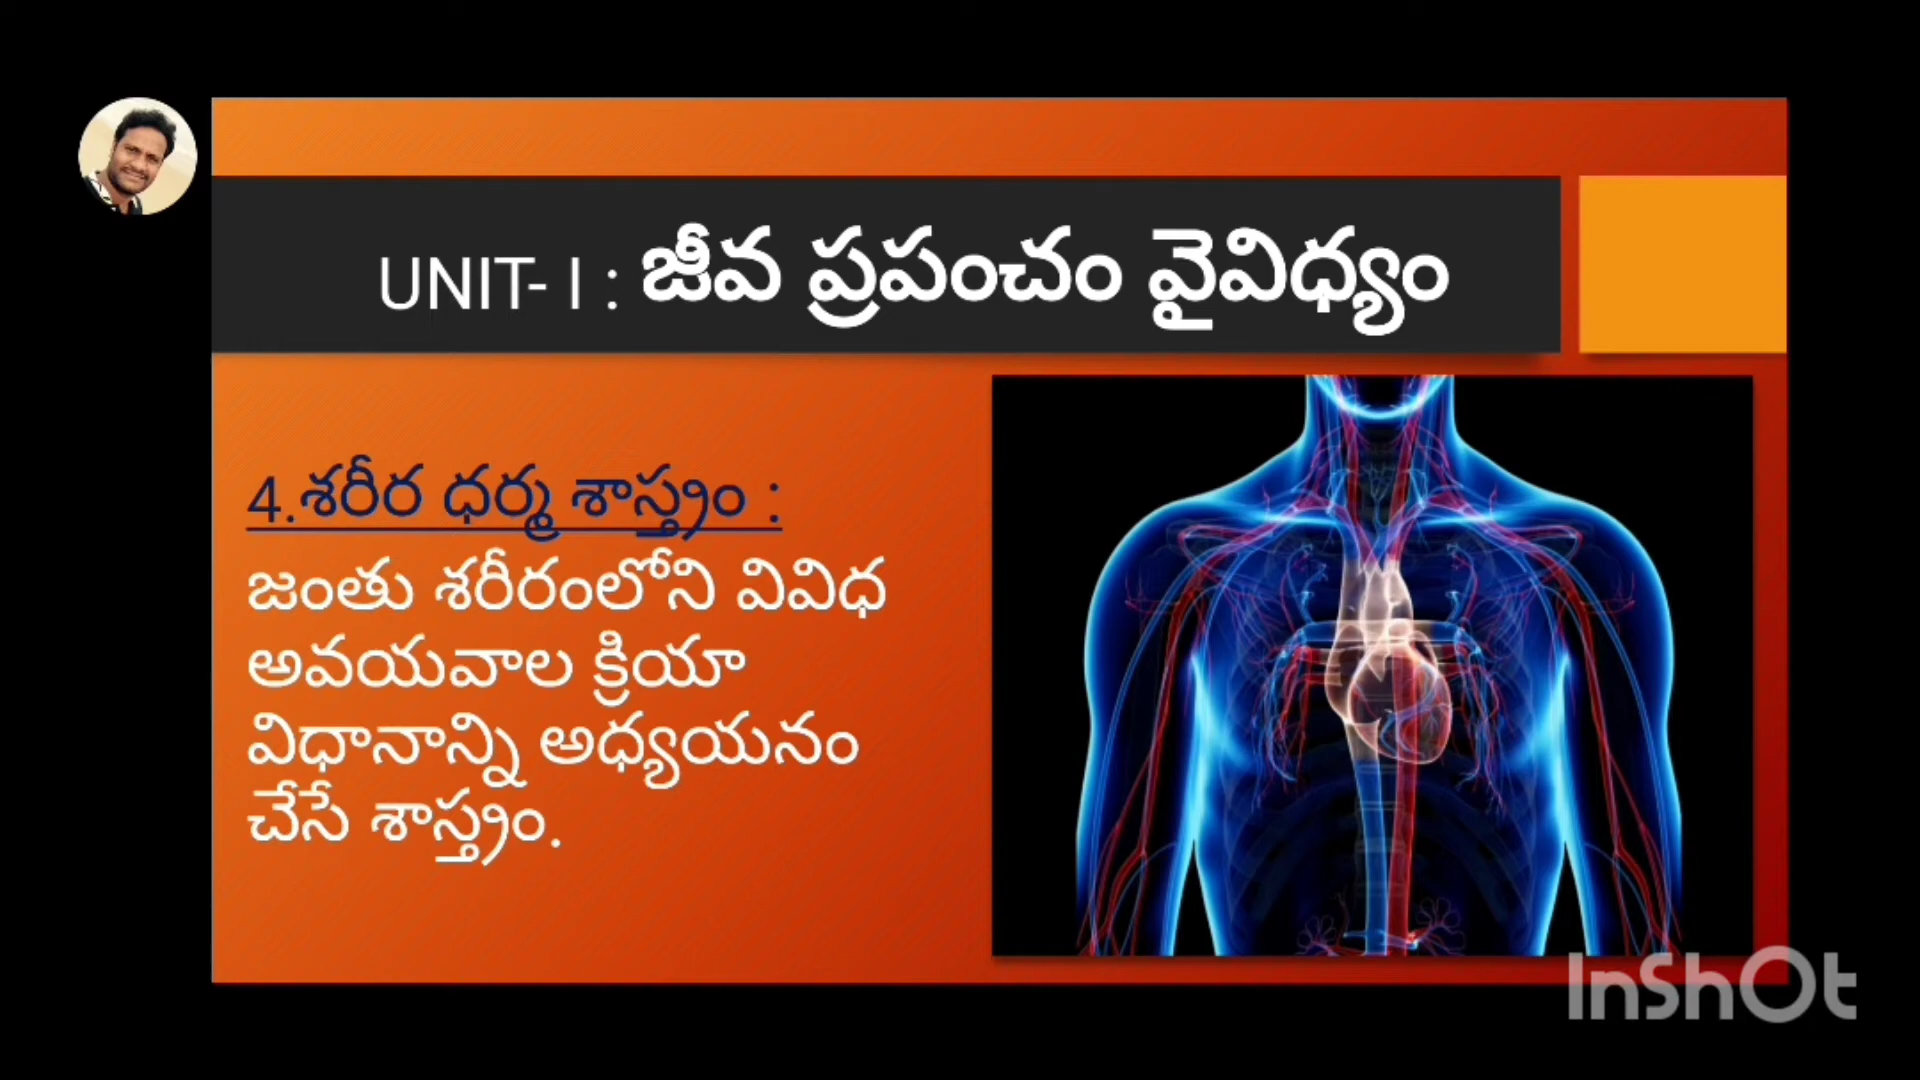 UNIT- I : జీవ ప్రపంచం వైవిధ్యం
4.శరీర ధర్మ శాస్త్రం :
జంతు శరీరంలోని వివిధ
అవయవాల క్రియా
విధానాన్ని అధ్యయనం
చేసే శాస్త్రం.
InShOt